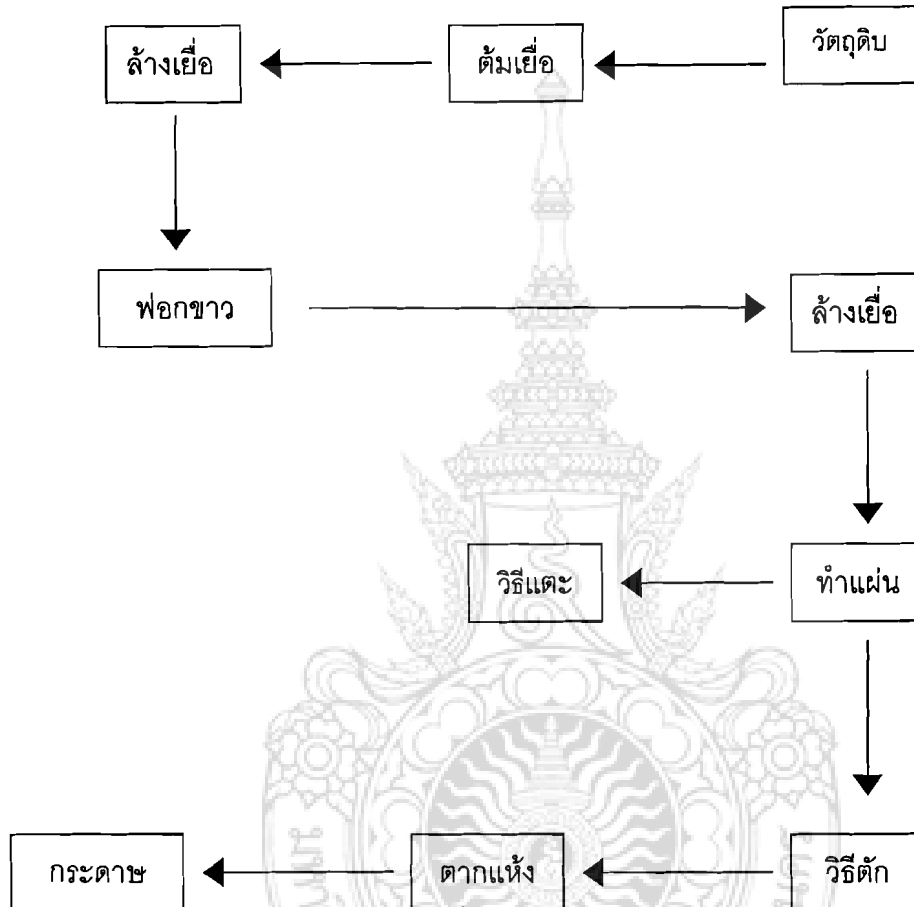 วัตถุดิบ
ต้มเยื่อ
ล้างเยื่อ
ฟอกขาว
ล้างเยื่อ
ทำแผ่น
วิธีแตะ
วิธีตัก
ตากแห้ง
กระดาษ